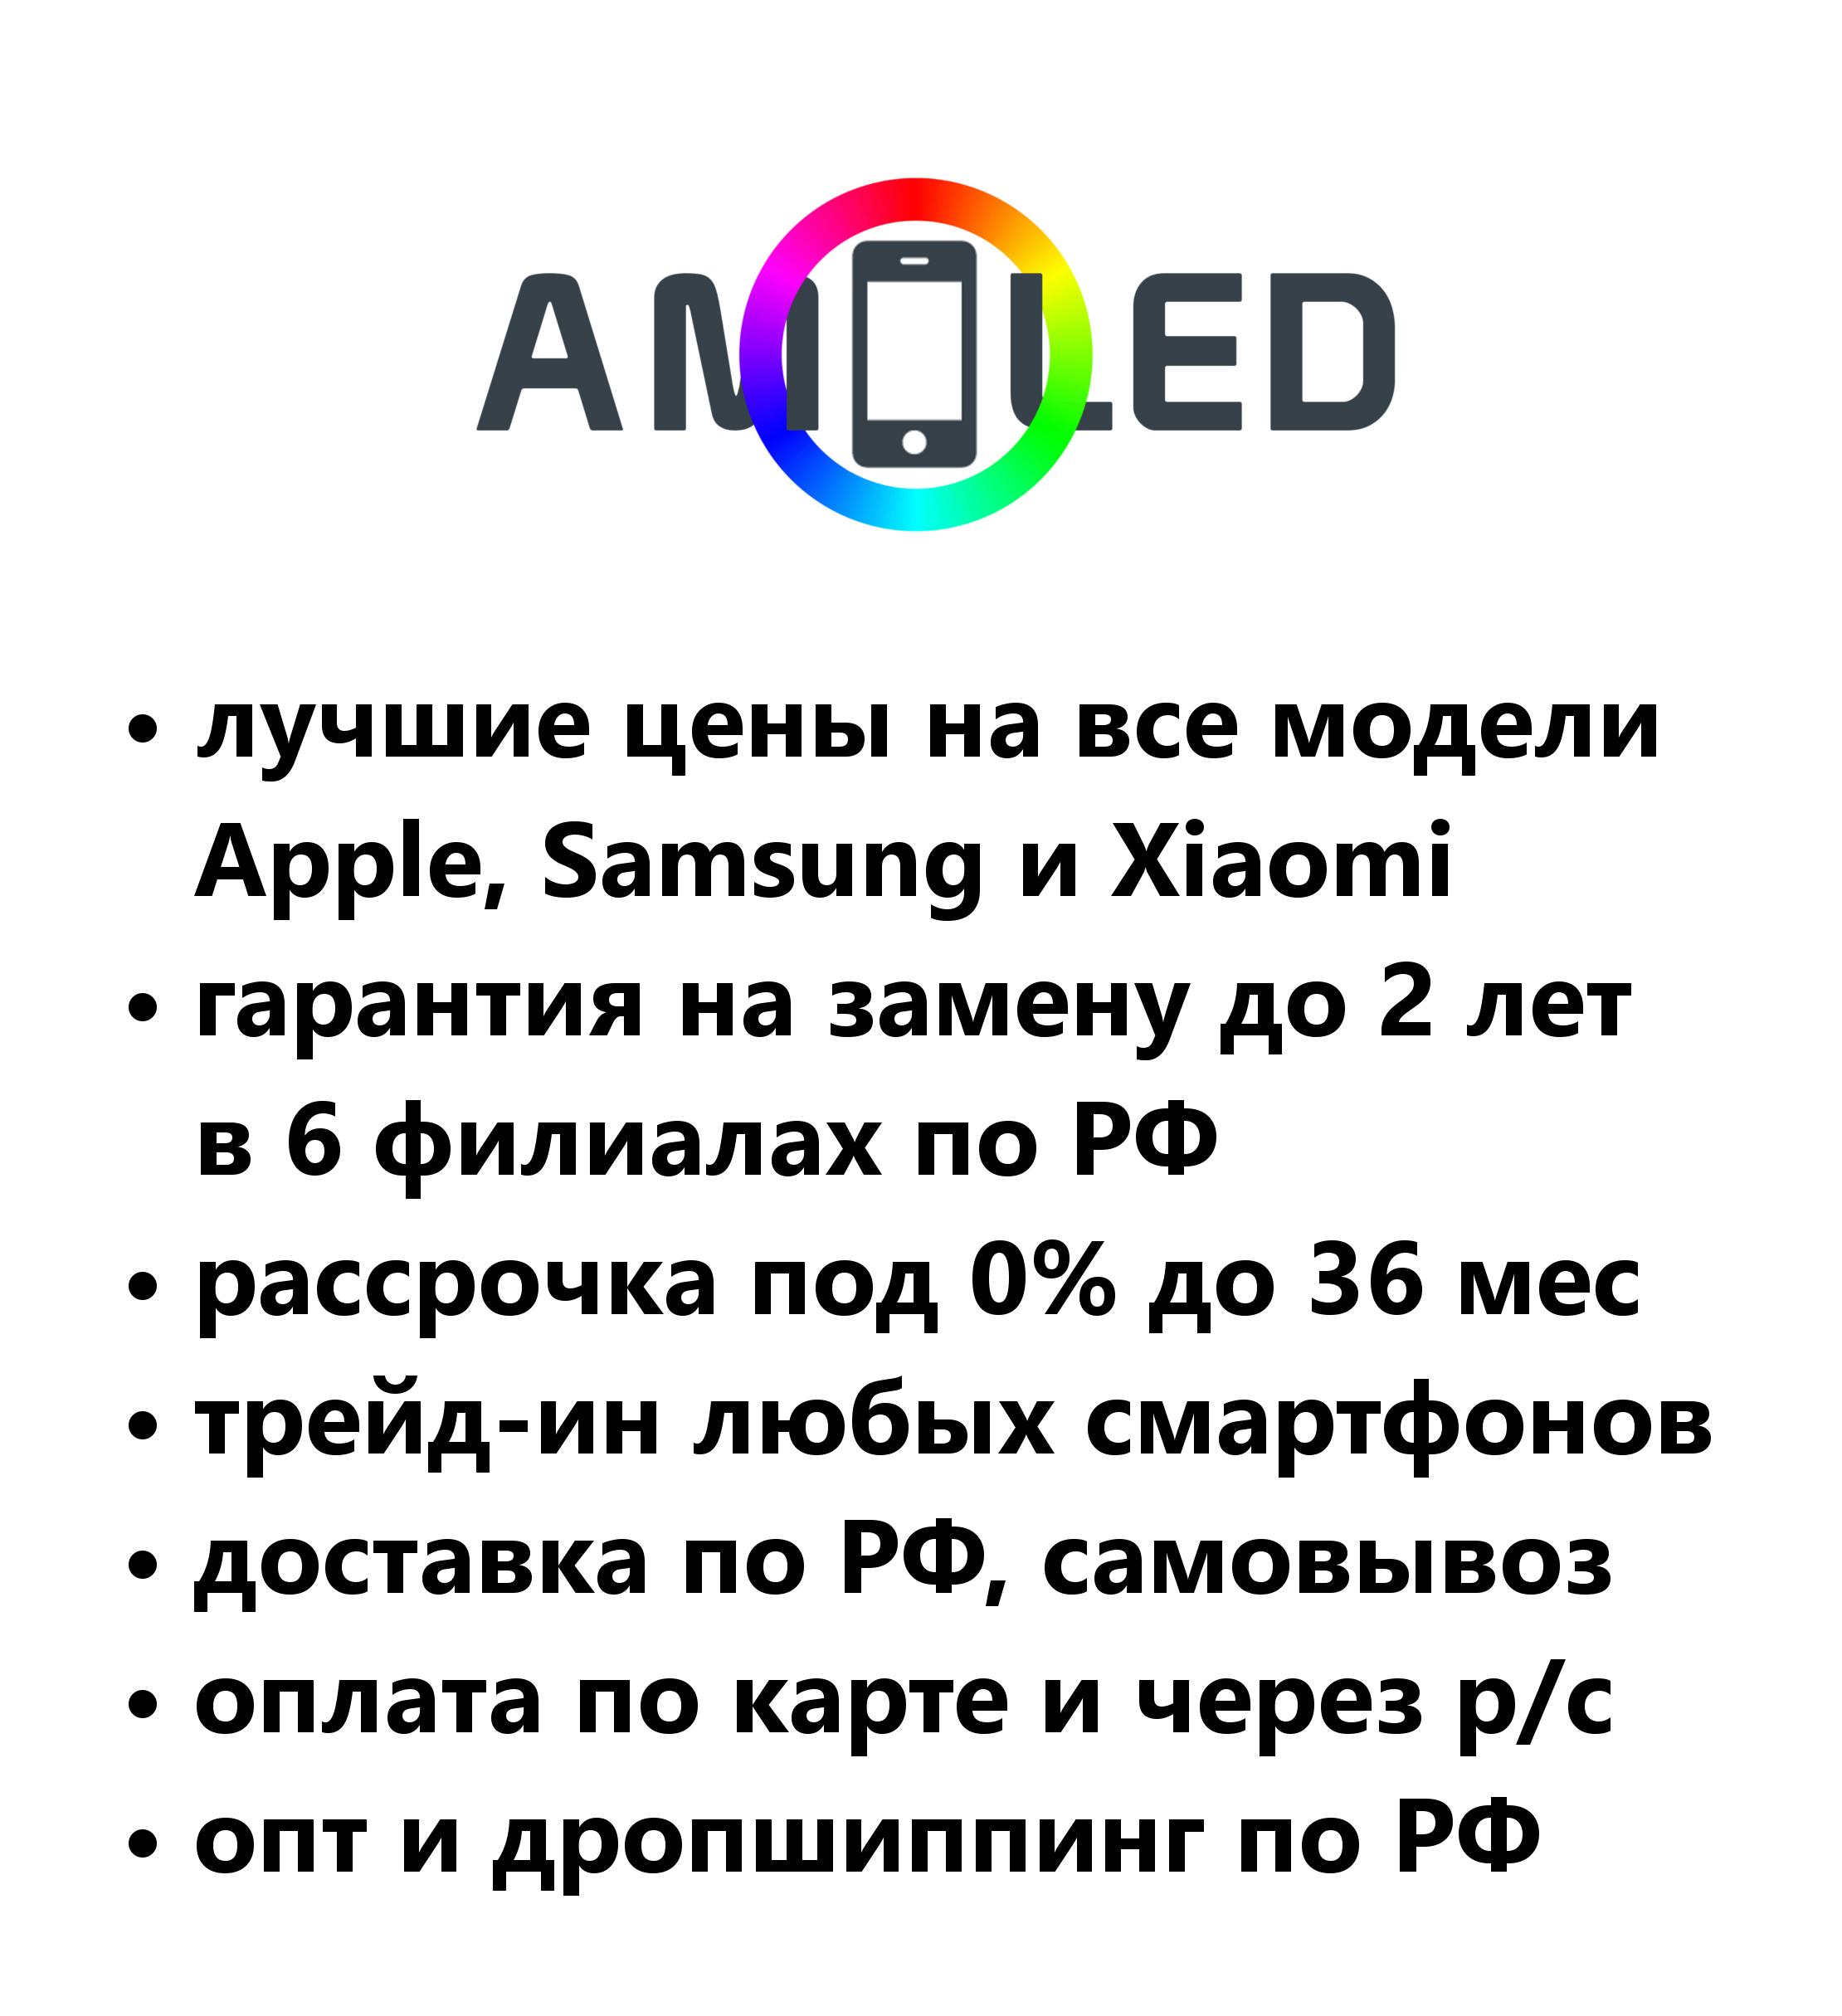 AMOLED
• лучшие цены на все модели
Apple, Samsung и Xiaomi
• гарантия на замену до 2 лет
в 6 филиалах по РФ
• рассрочка под 0% до 36 мес
• трейд-ин любых смартфонов
• доставка по РФ, самовывоз
• оплата по карте и через р/с
• опт и дропшиппинг по РФ